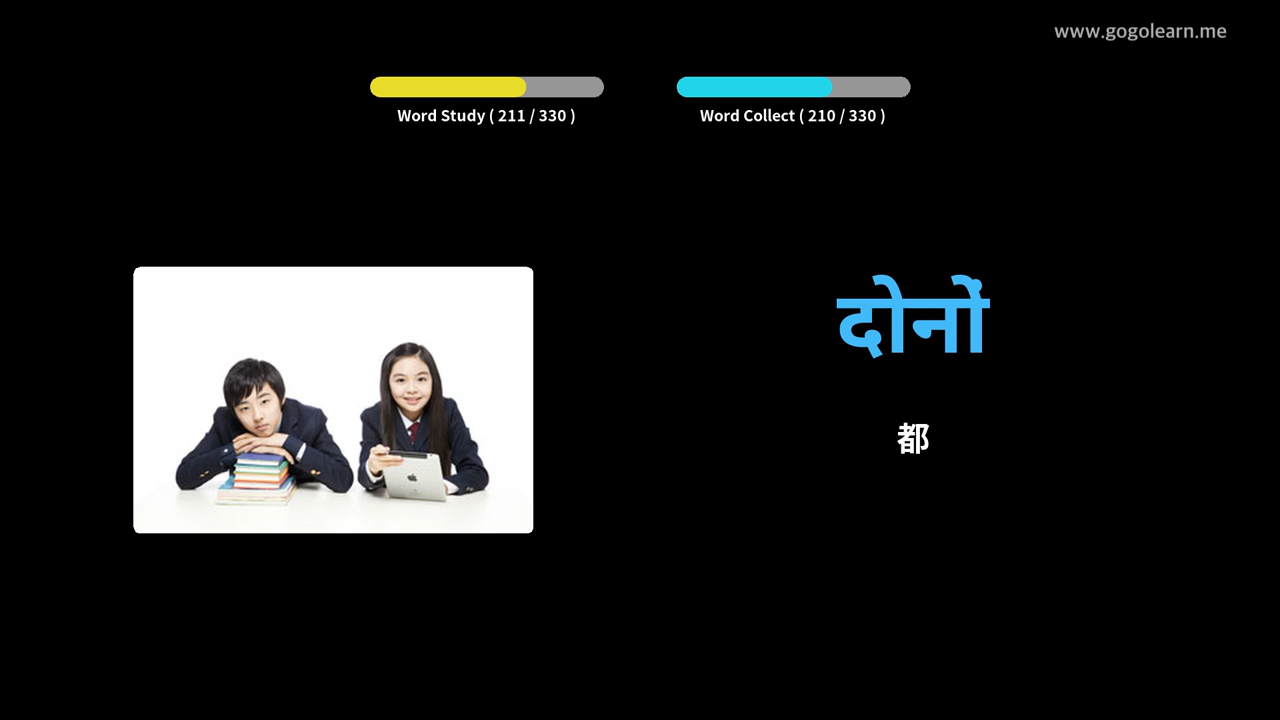 www.gogolearn.me
Word Study ( 211 / 330 )
Word Collect ( 210 / 330 )
दोनों
都